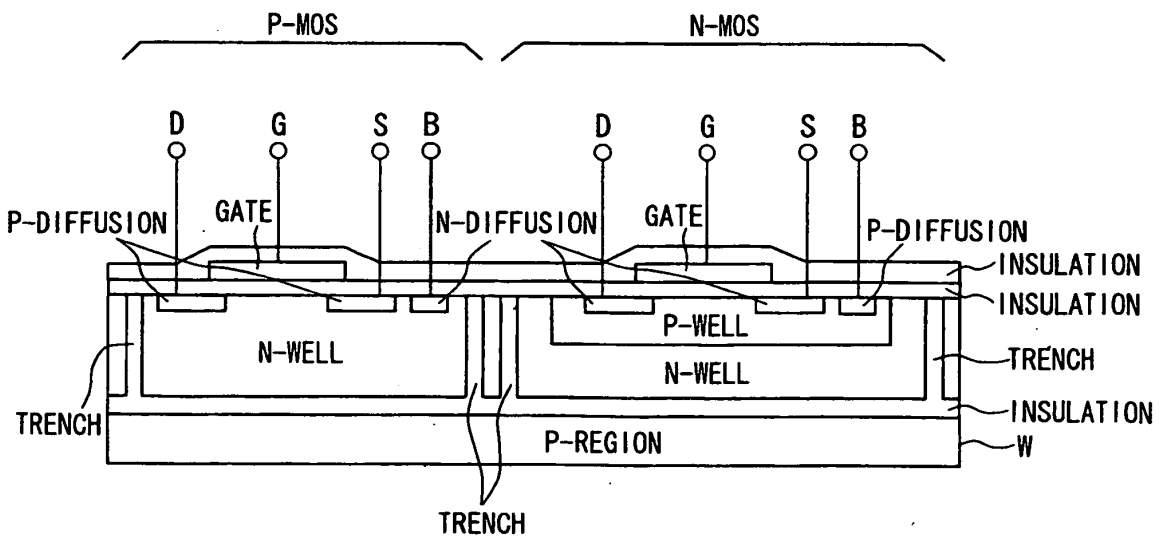 P-MOS N-MOS
D G S B D G S B
P-DIFFUSION GATE N-DIFFUSION GATE P-DIFFUSION
INSULATION
INSULATION
P-WELL
N-WELL N-WELL TRENCH
TRENCH INSULATION
P-REGION W
TRENCH